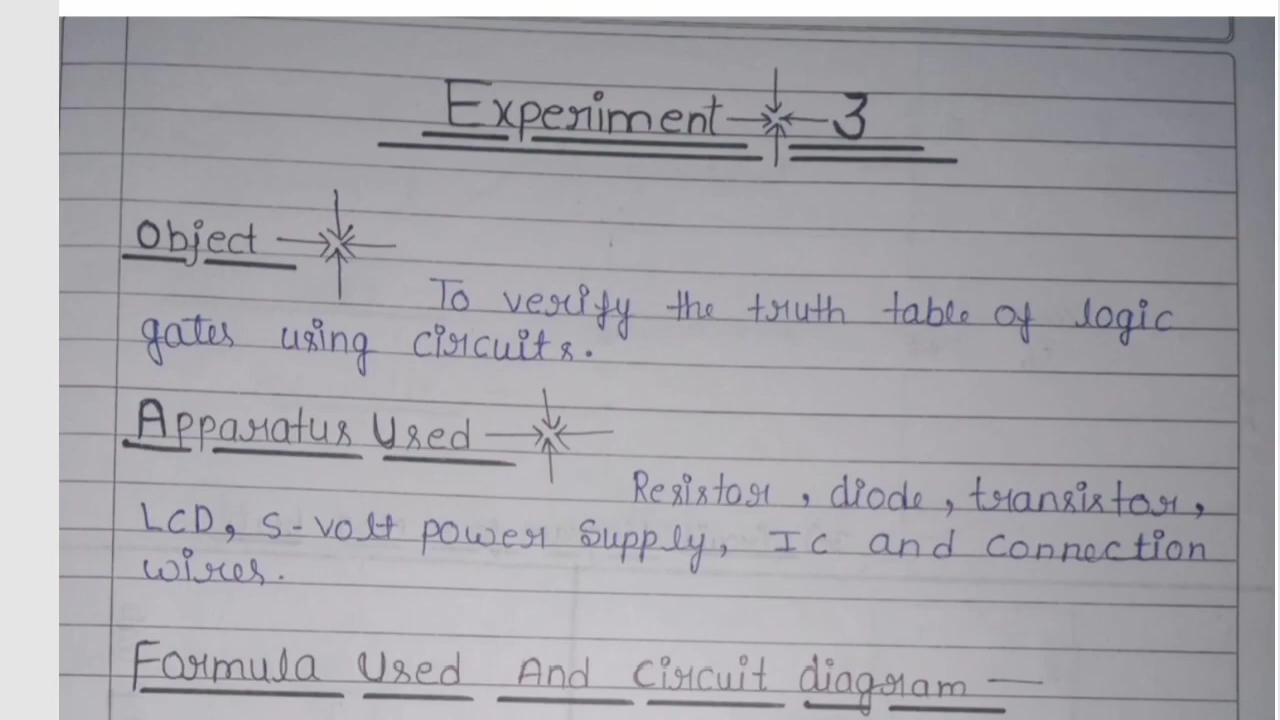 Experiment - 3
Object -
To verify the truth table of logic
gates using circuits.
Apparatus Used -
Resistor, diode, transistor,
LCD, 5-volt power Supply, IC and connection
wires.
Formula Used And Circuit diagram -